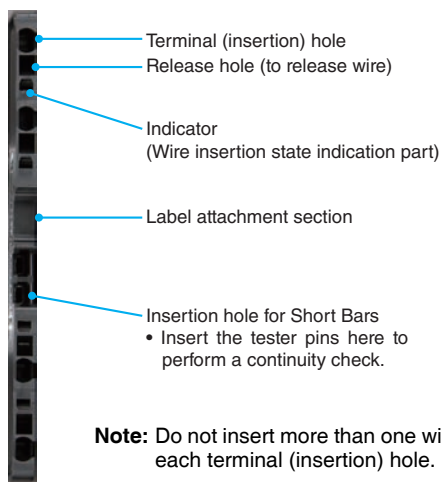 Terminal (insertion) hole
Release hole (to release wire)
Indicator
(Wire insertion state indication part)
Label attachment section
Insertion hole for Short Bars
• Insert the tester pins here to
perform a continuity check.
Note: Do not insert more than one
each terminal (insertion) hole.